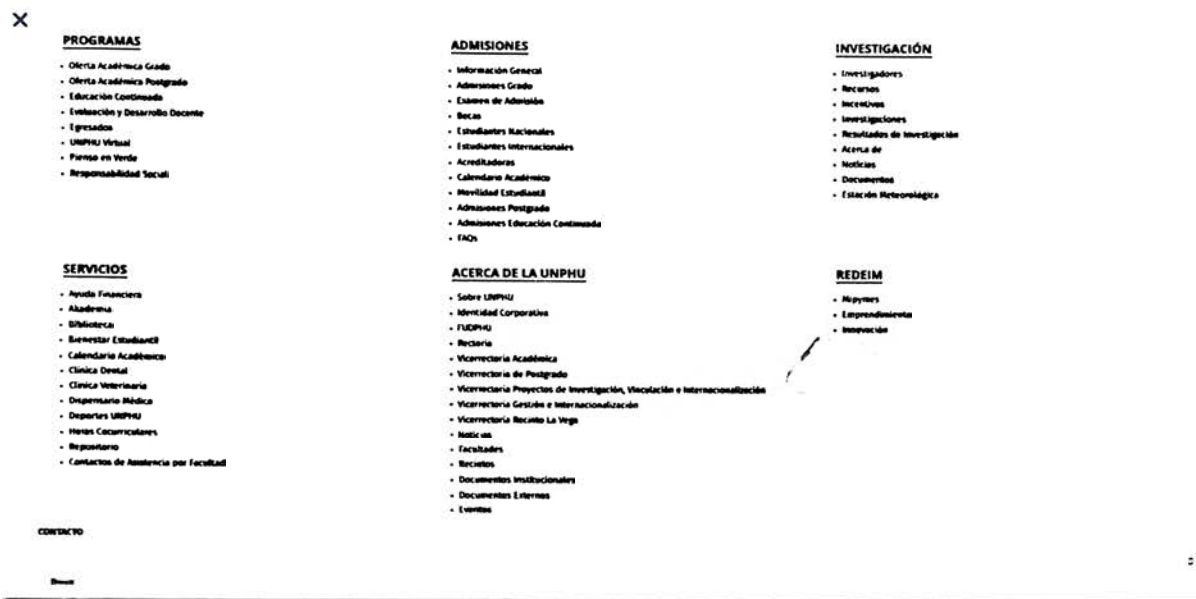 PROGRAMAS
• Oferta Académica Grado
• Oferta Académica Postgrado
• Educación Continuada
• Evaluación y Desarrollo Docente
• Egresados
• UNPHU Virtual
• Pienso en Verde
• Responsabilidad Social
ADMISIONES
• Información General
• Admisiones Grado
• Examen de Admisión
• Becas
• Estudiantes Nacionales
• Estudiantes Internacionales
• Acreditadoras
• Calendario Académico
• Movilidad Estudiantil
• Admisiones Postgrado
• Admisiones Educación Continuada
• FAQs
INVESTIGACIÓN
• Investigadores
• Recursos
• Incentivos
• Investigaciones
• Resultados de Investigación
• Acerca de
• Noticias
• Documentos
• Estación Meteorológica
SERVICIOS
• Ayuda Financiera
• Akademia
• Biblioteca
• Bienestar Estudiantil
• Calendario Académico
• Clínica Dental
• Clínica Veterinaria
• Dispensario Médico
• Deportes UNPHU
• Horas Cocurriculares
• Repositorio
• Contactos de Asistencia por Facultad
ACERCA DE LA UNPHU
• Sobre UNPHU
• Identidad Corporativa
• FUDPHU
• Rectoría
• Vicerrectoría Académica
• Vicerrectoría de Postgrado
• Vicerrectoría Proyectos de Investigación, Vinculación e Internacionalización
• Vicerrectoría Gestión e Internacionalización
• Vicerrectoría Recinto La Vega
• Noticias
• Facultades
• Recintos
• Documentos Institucionales
• Documentos Externos
• Eventos
REDEIM
• Mipymes
• Emprendimiento
• Innovación
CONTACTO